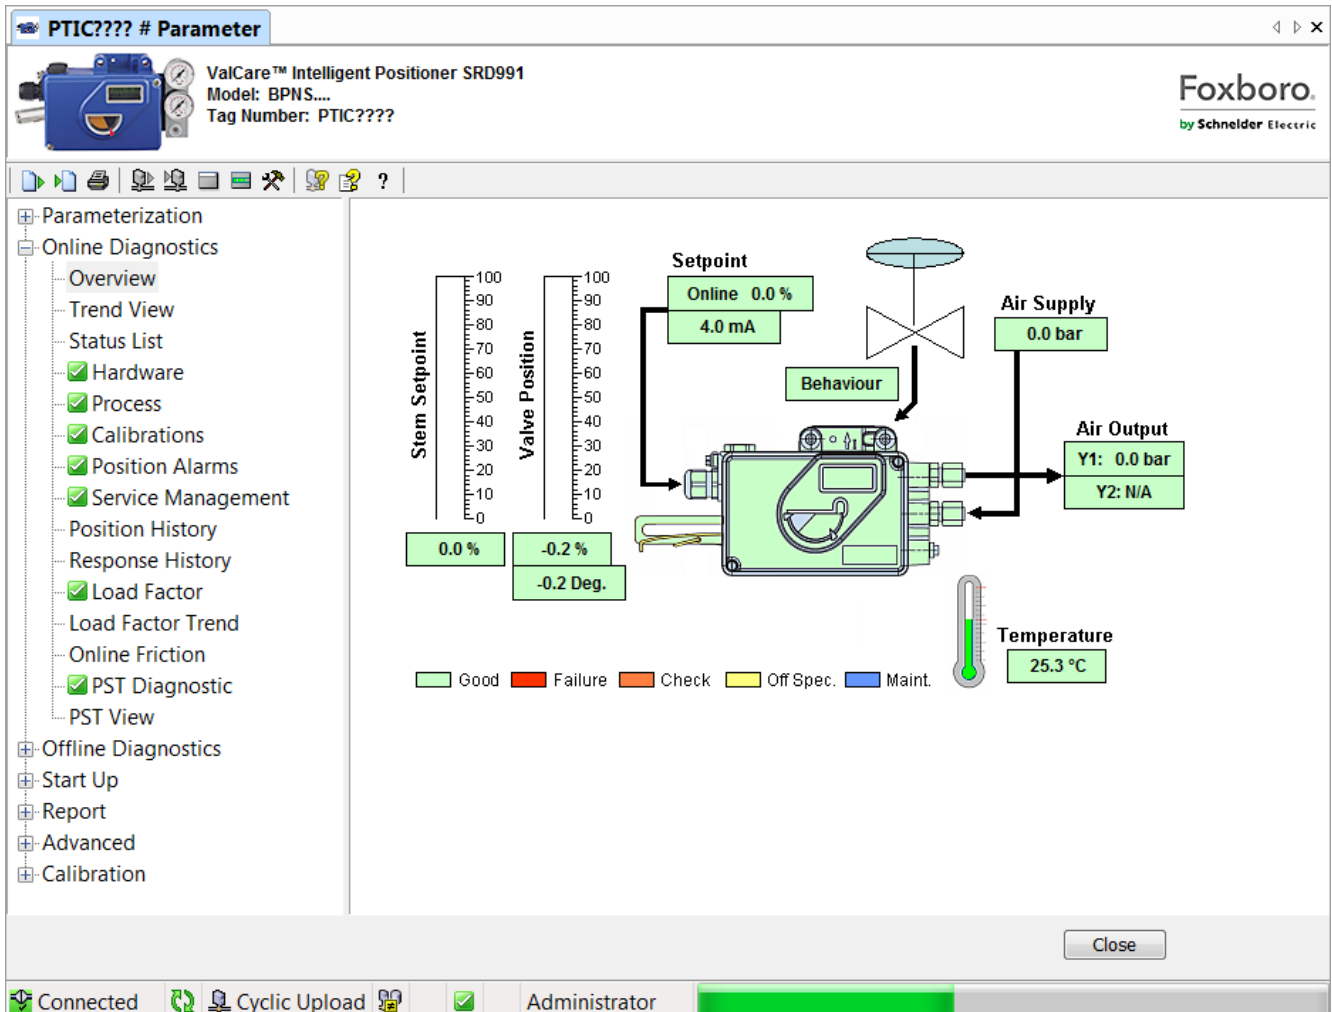 PTIC???? # Parameter
ValCare™ Intelligent Positioner SRD991
Model: BPNS....
Tag Number: PTIC????
Foxboro.
by Schneider Electric
?
Parameterization
Online Diagnostics
Overview
Trend View
Status List
Hardware
Process
Calibrations
Position Alarms
Service Management
Position History
Response History
Load Factor
Load Factor Trend
Online Friction
PST Diagnostic
PST View
Offline Diagnostics
Start Up
Report
Advanced
Calibration
Stem Setpoint
100
90
80
70
60
50
40
30
20
10
0
0.0 %
Valve Position
100
90
80
70
60
50
40
30
20
10
0
-0.2 %
-0.2 Deg.
Setpoint
Online 0.0 %
4.0 mA
Behaviour
Air Supply
0.0 bar
Air Output
Y1: 0.0 bar
Y2: N/A
Temperature
25.3 °C
Good Failure Check Off Spec. Maint.
Close
Connected Cyclic Upload Administrator